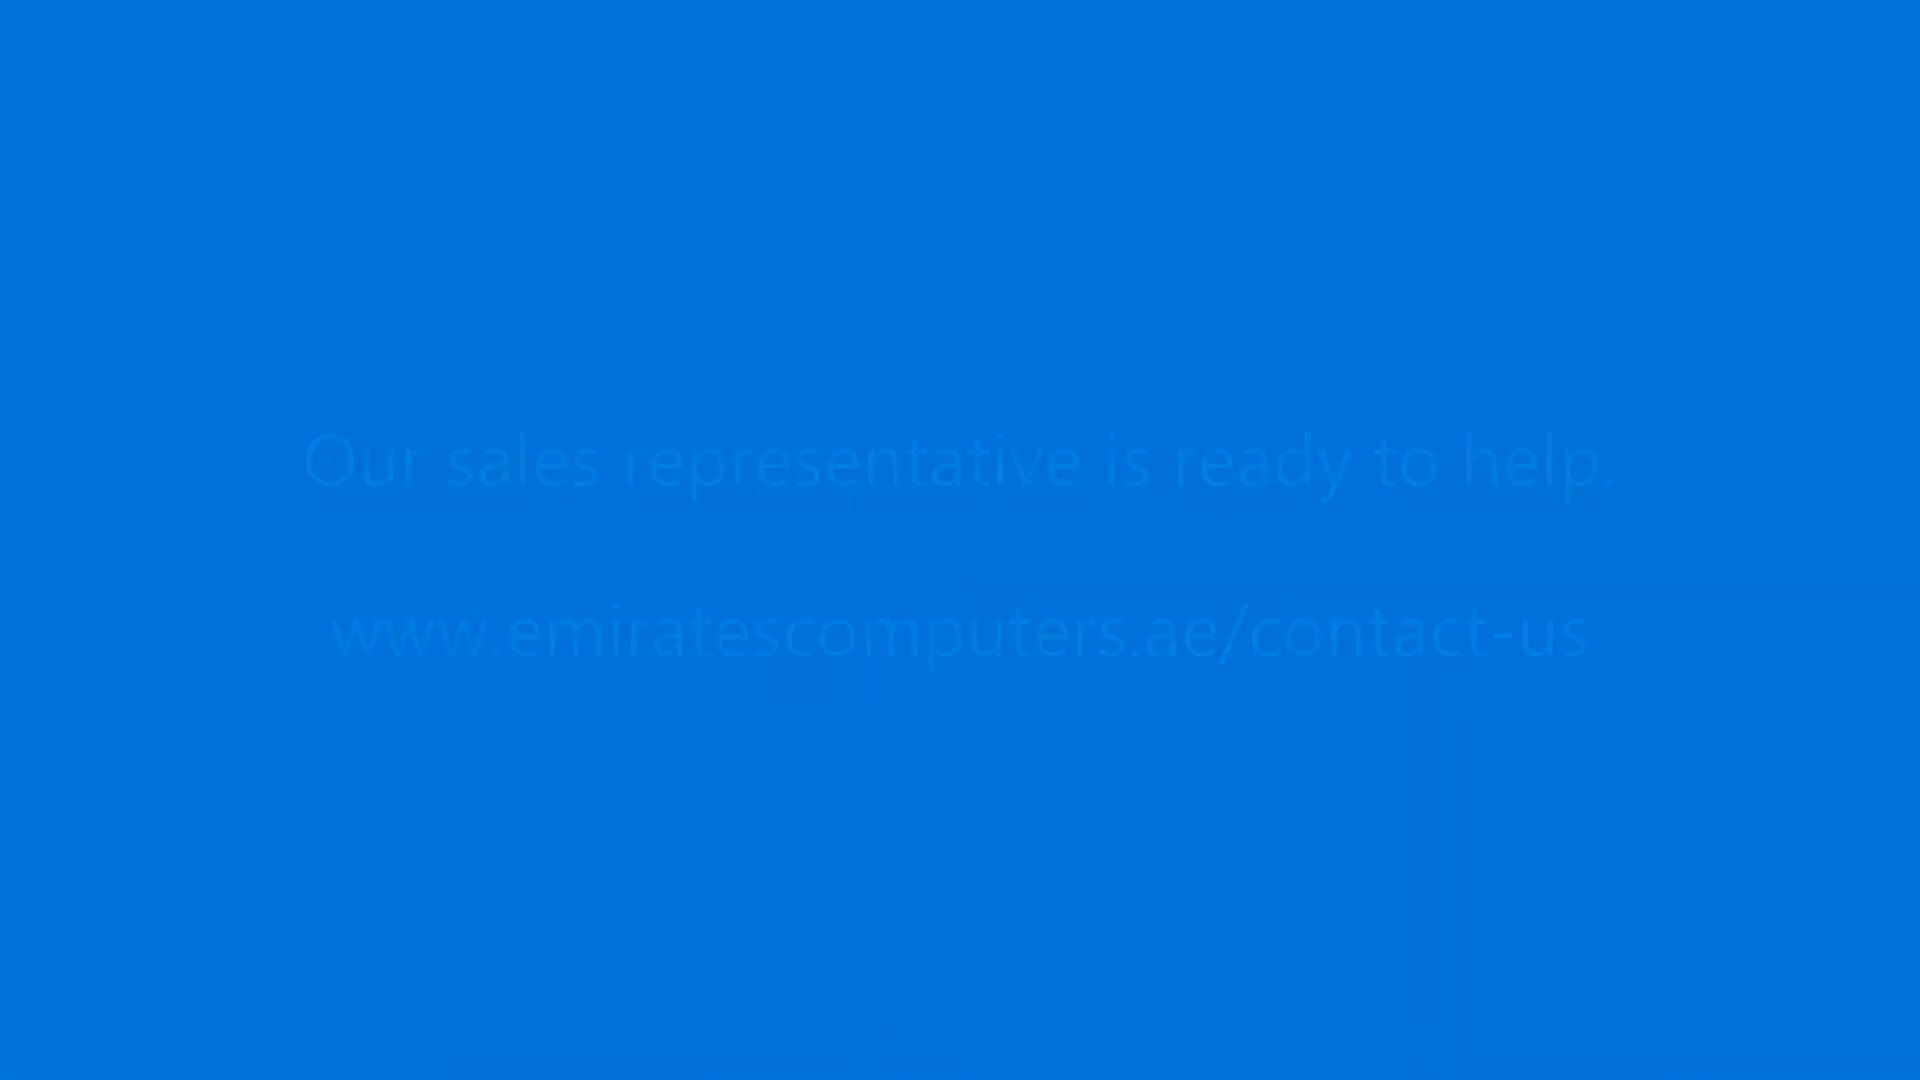 Our sales representative is ready to help.
www.emiratescomputers.ae/contact-us